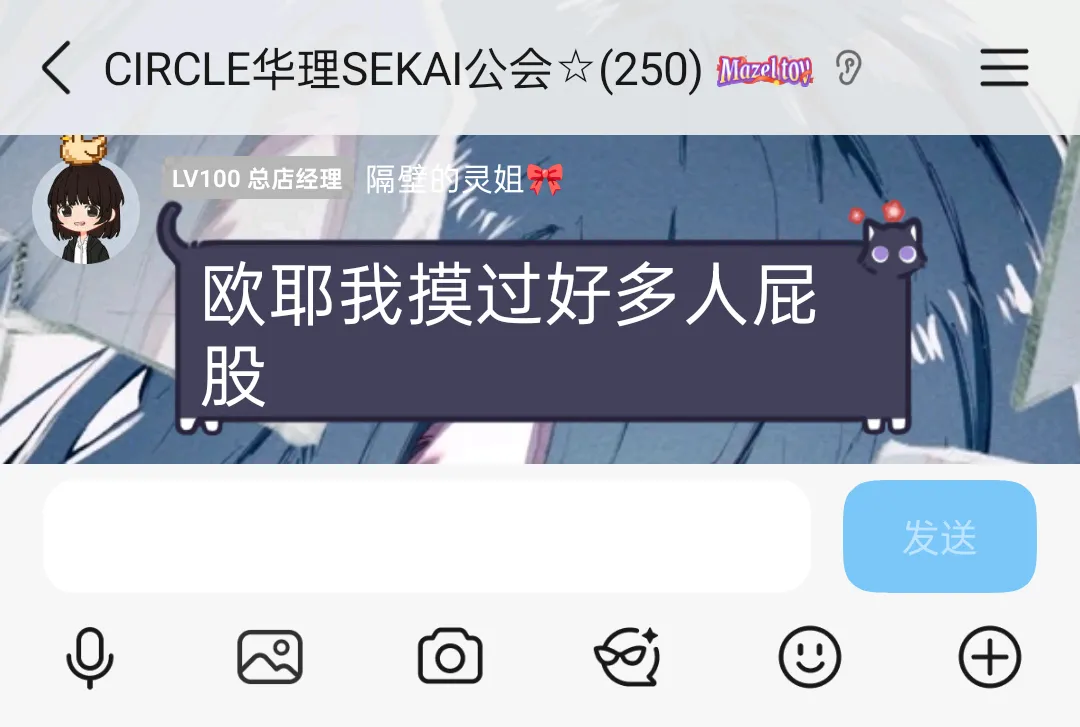 CIRCLE华理SEKAI公会☆(250) Mazel toy
LV100 总店经理 隔壁的灵姐
欧耶我摸过好多人屁
股
发送